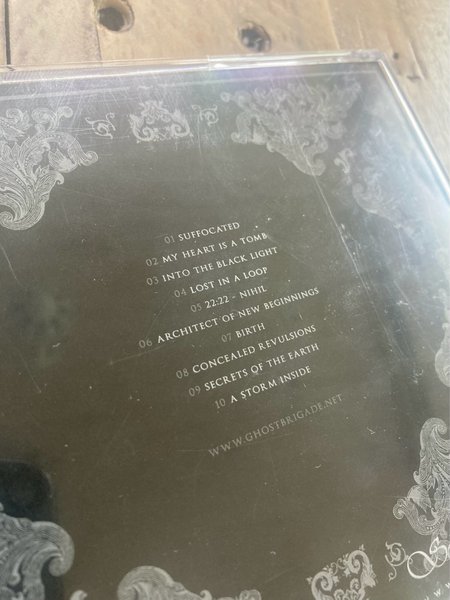 01 SUFFOCATED
02 MY HEART IS A TOMB
03 INTO THE BLACK LIGHT
04 LOST IN A LOOP
05 22:22 - NIHIL
06 ARCHITECT OF NEW BEGINNINGS
07 BIRTH
08 CONCEALED REVULSIONS
09 SECRETS OF THE EARTH
10 A STORM INSIDE
WWW.GHOSTBRIGADE.NET